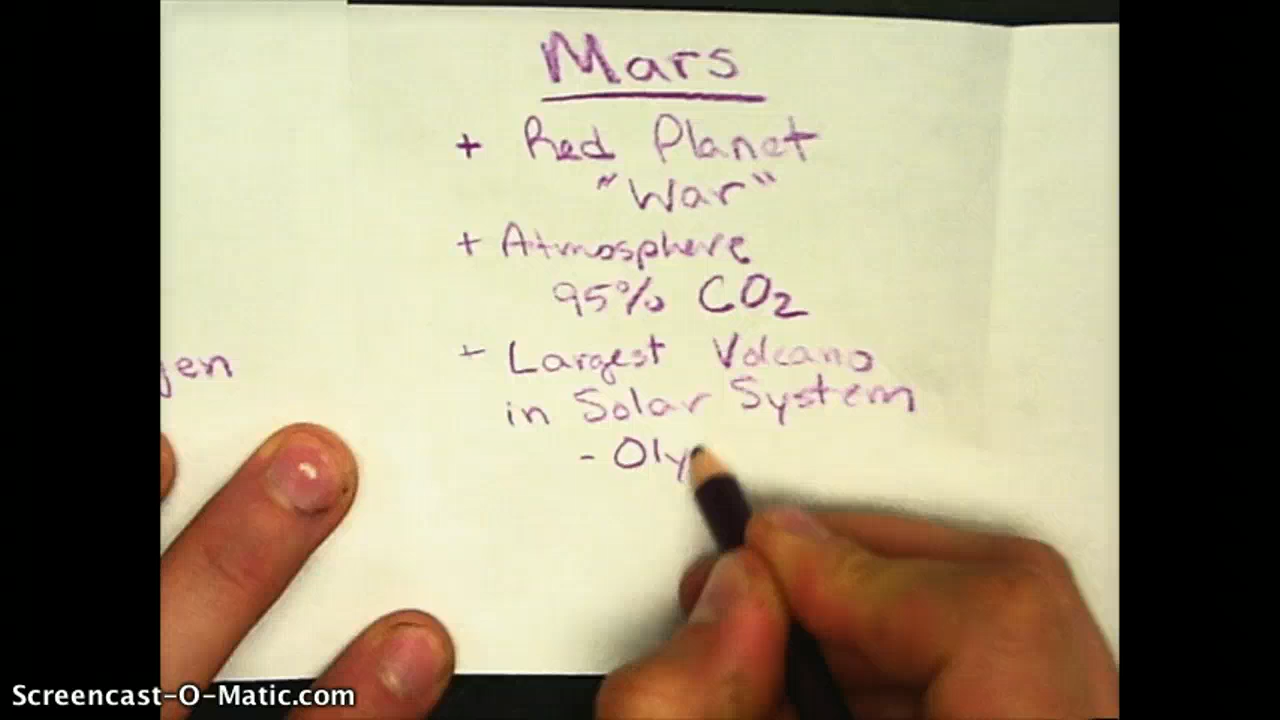 Mars
+ Red Planet
"War"
+ Atmosphere
95% CO2
+ Largest Volcano
in Solar System
- Oly
gen
Screencast-O-Matic.com